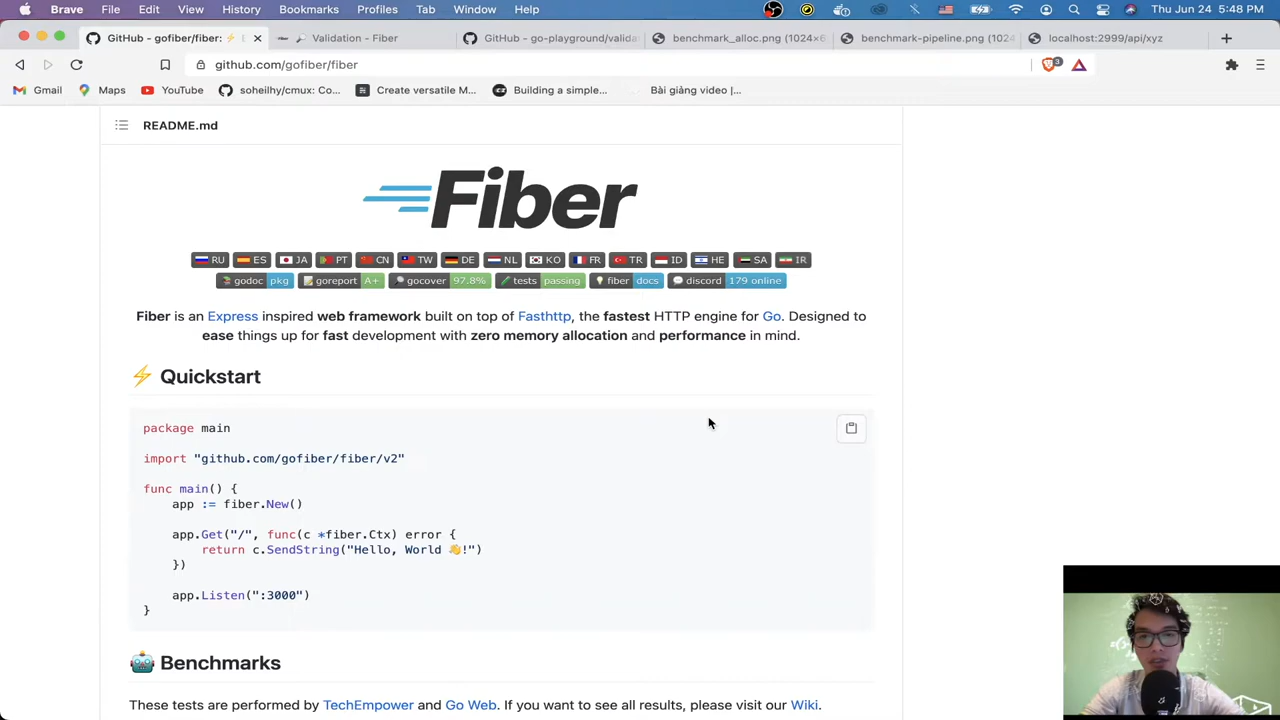 Brave File Edit View History Bookmarks Profiles Tab Window Help Thu Jun 24 5:48 PM
GitHub - gofiber/fiber: ⚡ E Validation - Fiber GitHub - go-playground/valida benchmark_alloc.png (1024×6 benchmark-pipeline.png (1024 localhost:2999/api/xyz
github.com/gofiber/fiber 3
Gmail Maps YouTube soheilhy/cmux: Co... Create versatile M... Building a simple... Bài giảng video |...
README.md
Fiber
RU ES JA PT CN TW DE NL KO FR TR ID HE SA IR
godoc pkg goreport A+ gocover 97.8% tests passing fiber docs discord 179 online
Fiber is an Express inspired web framework built on top of Fasthttp, the fastest HTTP engine for Go. Designed to
ease things up for fast development with zero memory allocation and performance in mind.
⚡ Quickstart
package main
import "github.com/gofiber/fiber/v2"
func main() {
app := fiber.New()
app.Get("/", func(c *fiber.Ctx) error {
return c.SendString("Hello, World 👋!")
})
app.Listen(":3000")
}
🤖 Benchmarks
These tests are performed by TechEmpower and Go Web. If you want to see all results, please visit our Wiki.